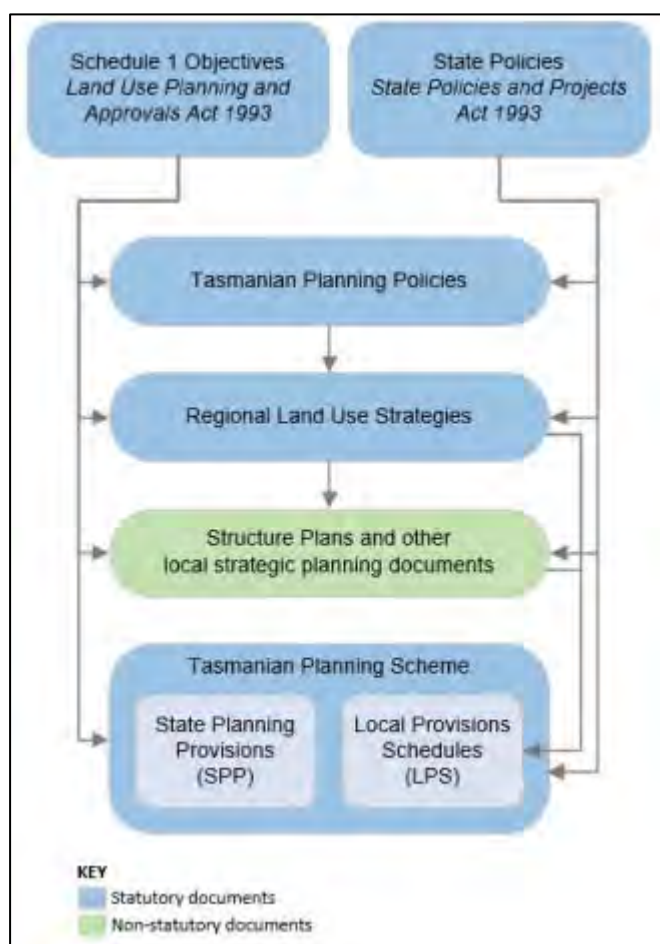 Schedule 1 Objectives
Land Use Planning and
Approvals Act 1993
State Policies
State Policies and Projects
Act 1993
Tasmanian Planning Policies
Regional Land Use Strategies
Structure Plans and other
local strategic planning documents
Tasmanian Planning Scheme
State Planning
Provisions
(SPP)
Local Provisions
Schedules
(LPS)
KEY
Statutory documents
Non-statutory documents